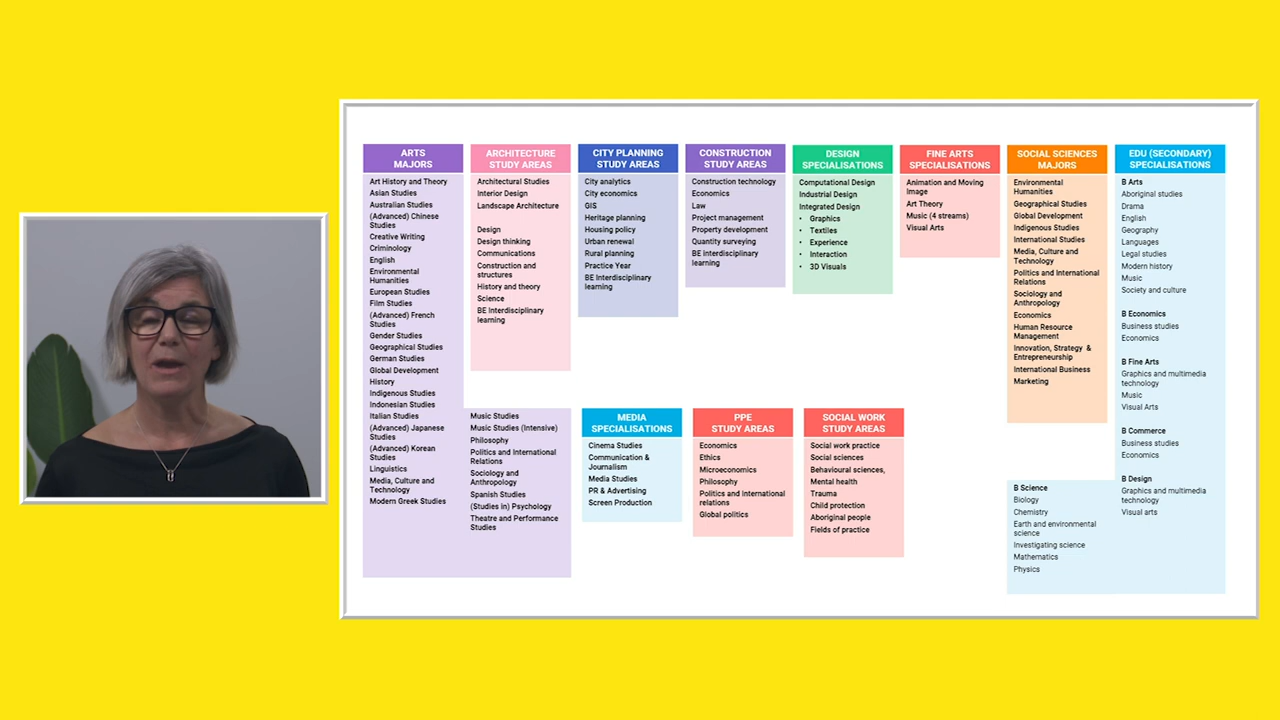 ARTS
MAJORS
Art History and Theory
Asian Studies
Australian Studies
(Advanced) Chinese
Studies
Creative Writing
Criminology
English
Environmental
Humanities
European Studies
Film Studies
(Advanced) French
Studies
Gender Studies
Geographical Studies
German Studies
Global Development
History
Indigenous Studies
Indonesian Studies
Italian Studies
(Advanced) Japanese
Studies
(Advanced) Korean
Studies
Linguistics
Media, Culture and
Technology
Modern Greek Studies
Music Studies
Music Studies (Intensive)
Philosophy
Politics and International
Relations
Sociology and
Anthropology
Spanish Studies
(Studies in) Psychology
Theatre and Performance
Studies
ARCHITECTURE
STUDY AREAS
Architectural Studies
Interior Design
Landscape Architecture
Design
Design thinking
Communications
Construction and
structures
History and theory
Science
BE Interdisciplinary
learning
CITY PLANNING
STUDY AREAS
City analytics
City economics
GIS
Heritage planning
Housing policy
Urban renewal
Rural planning
Practice Year
BE Interdisciplinary
learning
CONSTRUCTION
STUDY AREAS
Construction technology
Economics
Law
Project management
Property development
Quantity surveying
BE Interdisciplinary
learning
DESIGN
SPECIALISATIONS
Computational Design
Industrial Design
Integrated Design
• Graphics
• Textiles
• Experience
• Interaction
• 3D Visuals
FINE ARTS
SPECIALISATIONS
Animation and Moving
Image
Art Theory
Music (4 streams)
Visual Arts
MEDIA
SPECIALISATIONS
Cinema Studies
Communication &
Journalism
Media Studies
PR & Advertising
Screen Production
PPE
STUDY AREAS
Economics
Ethics
Microeconomics
Philosophy
Politics and International
relations
Global politics
SOCIAL WORK
STUDY AREAS
Social work practice
Social sciences
Behavioural sciences,
Mental health
Trauma
Child protection
Aboriginal people
Fields of practice
SOCIAL SCIENCES
MAJORS
Environmental
Humanities
Geographical Studies
Global Development
Indigenous Studies
International Studies
Media, Culture and
Technology
Politics and International
Relations
Sociology and
Anthropology
Economics
Human Resource
Management
Innovation, Strategy &
Entrepreneurship
International Business
Marketing
EDU (SECONDARY)
SPECIALISATIONS
B Arts
Aboriginal studies
Drama
English
Geography
Languages
Legal studies
Modern history
Music
Society and culture
B Economics
Business studies
Economics
B Fine Arts
Graphics and multimedia
technology
Music
Visual Arts
B Commerce
Business studies
Economics
B Design
Graphics and multimedia
technology
Visual arts
B Science
Biology
Chemistry
Earth and environmental
science
Investigating science
Mathematics
Physics